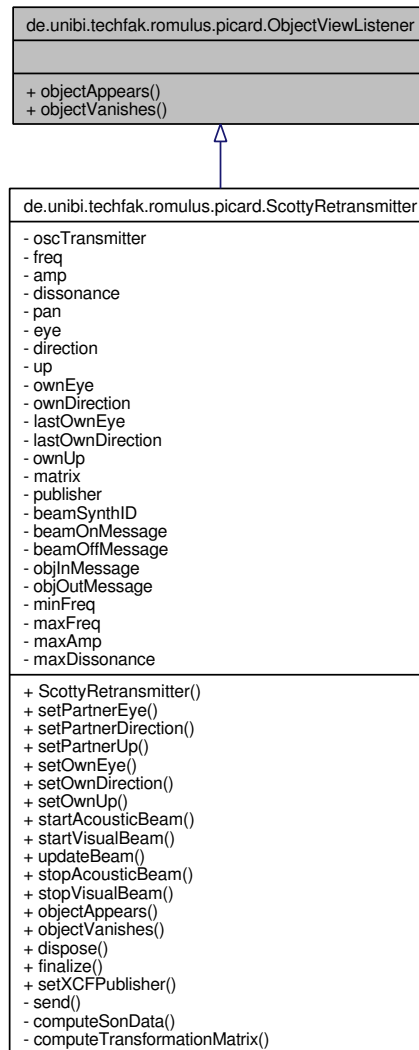 de.unibi.techfak.romulus.picard.ObjectViewListener
+ objectAppears()
+ objectVanishes()
de.unibi.techfak.romulus.picard.ScottyRetransmitter
- oscTransmitter
- freq
- amp
- dissonance
- pan
- eye
- direction
- up
- ownEye
- ownDirection
- lastOwnEye
- lastOwnDirection
- ownUp
- matrix
- publisher
- beamSynthID
- beamOnMessage
- beamOffMessage
- objInMessage
- objOutMessage
- minFreq
- maxFreq
- maxAmp
- maxDissonance
+ ScottyRetransmitter()
+ setPartnerEye()
+ setPartnerDirection()
+ setPartnerUp()
+ setOwnEye()
+ setOwnDirection()
+ setOwnUp()
+ startAcousticBeam()
+ startVisualBeam()
+ updateBeam()
+ stopAcousticBeam()
+ stopVisualBeam()
+ objectAppears()
+ objectVanishes()
+ dispose()
+ finalize()
+ setXCFPublisher()
- send()
- computeSonData()
- computeTransformationMatrix()